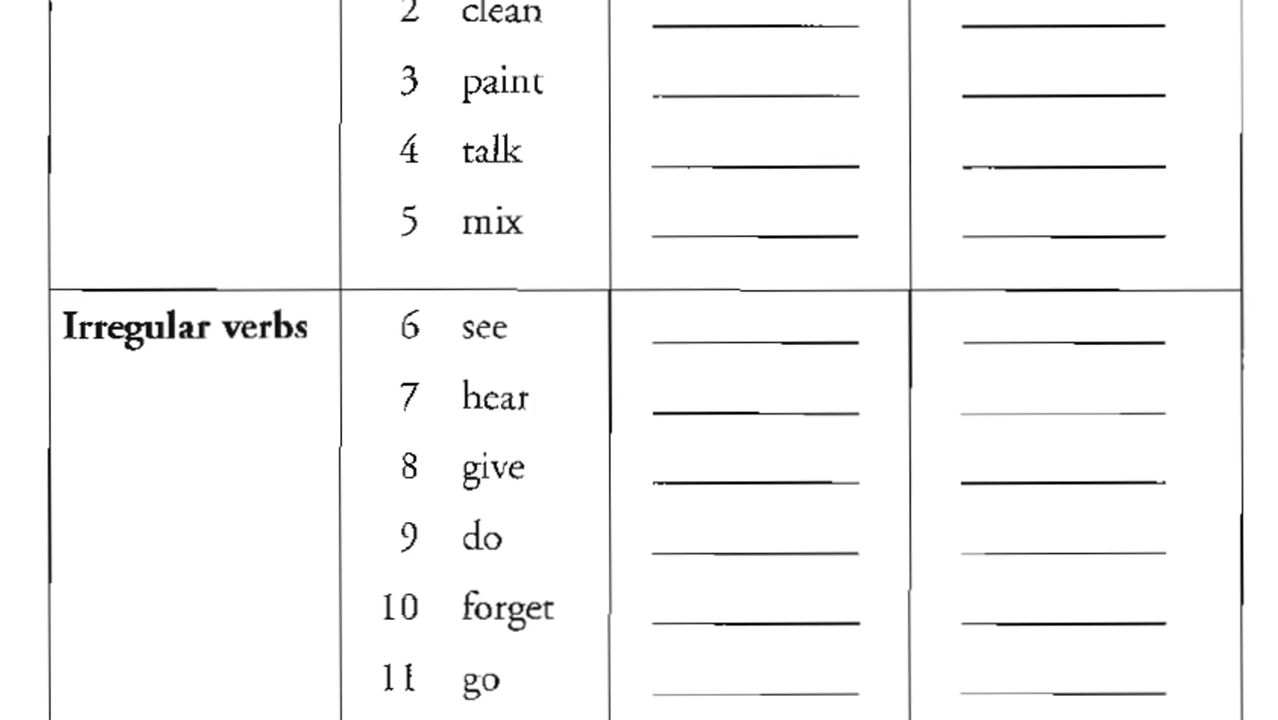 2 clean
3 paint
4 talk
5 mix
Irregular verbs 6 see
7 hear
8 give
9 do
10 forget
11 go